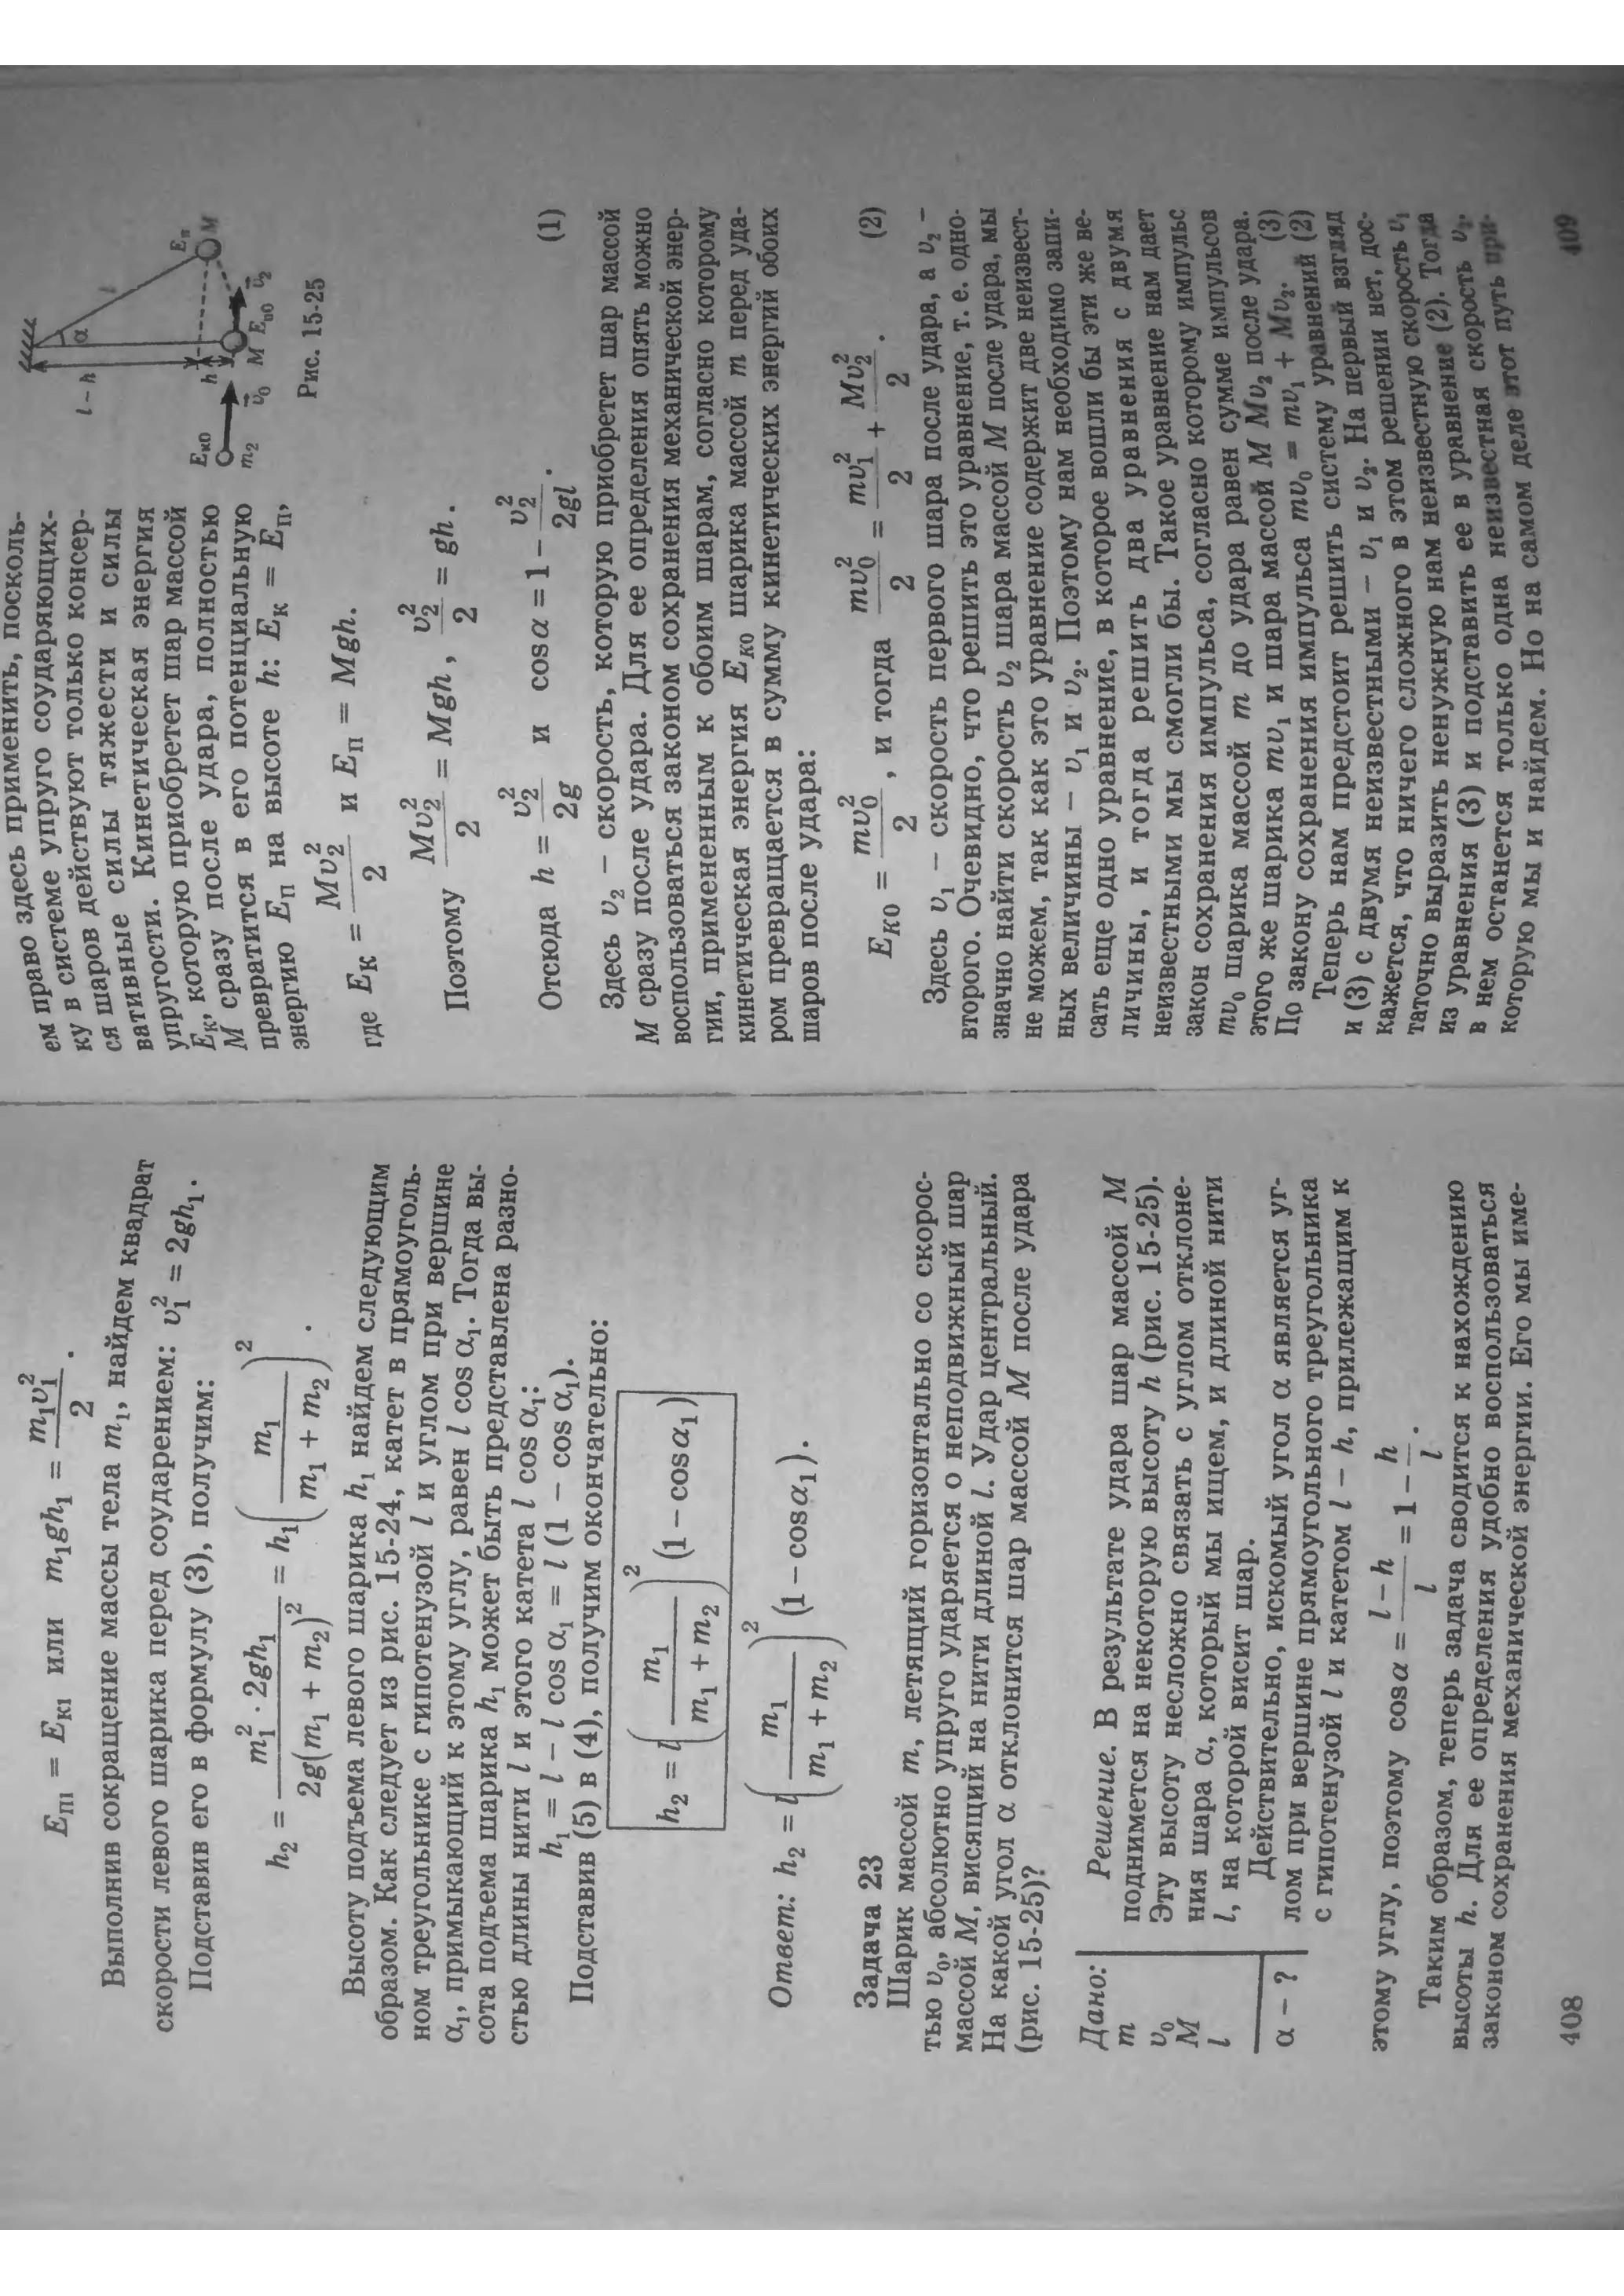 E_{п1} = E_{к1} или m₁gh₁ = m₁v₁²/2.
Выполнив сокращение массы тела m₁, найдем квадрат
скорости левого шарика перед соударением: v₁² = 2gh₁.
Подставив его в формулу (3), получим:
h₂ = m₁² · 2gh₁ / 2g(m₁ + m₂)² = h₁(m₁ / (m₁ + m₂))².
Высоту подъема левого шарика h₁ найдем следующим
образом. Как следует из рис. 15-24, катет в прямоуголь-
ном треугольнике с гипотенузой l и углом при вершине
α₁, примыкающий к этому углу, равен l cos α₁. Тогда вы-
сота подъема шарика h₁ может быть представлена разно-
стью длины нити l и этого катета l cos α₁:
h₁ = l − l cos α₁ = l (1 − cos α₁).
Подставив (5) в (4), получим окончательно:
h₂ = l(m₁ / (m₁ + m₂))² (1 − cos α₁)
Ответ: h₂ = l(m₁ / (m₁ + m₂))² (1 − cos α₁).
Задача 23
Шарик массой m, летящий горизонтально со скорос-
тью v₀, абсолютно упруго ударяется о неподвижный шар
массой M, висящий на нити длиной l. Удар центральный.
На какой угол α отклонится шар массой M после удара
(рис. 15-25)?
Дано:
m
v₀
M
l
α − ?
Решение. В результате удара шар массой M
поднимется на некоторую высоту h (рис. 15-25).
Эту высоту несложно связать с углом отклоне-
ния шара α, который мы ищем, и длиной нити
l, на которой висит шар.
Действительно, искомый угол α является уг-
лом при вершине прямоугольного треугольника
с гипотенузой l и катетом l − h, прилежащим к
этому углу, поэтому cos α = (l − h)/l = 1 − h/l.
Таким образом, теперь задача сводится к нахождению
высоты h. Для ее определения удобно воспользоваться
законом сохранения механической энергии. Его мы име-
408
ем право здесь применить, посколь-
ку в системе упруго соударяющих-
ся шаров действуют только консер-
вативные силы тяжести и силы
упругости. Кинетическая энергия
Eк, которую приобретет шар массой
M сразу после удара, полностью
превратится в его потенциальную
энергию Eп на высоте h: Eк = Eп,
l − h
α
l
h
Eп
M
Eк0
m₂
v₀
M
v₂
Рис. 15-25
где Eк = Mv₂²/2 и Eп = Mgh.
Поэтому Mv₂²/2 = Mgh, v₂²/2 = gh.
Отсюда h = v₂²/2g и cos α = 1 − v₂²/2gl. (1)
Здесь v₂ − скорость, которую приобретет шар массой
M сразу после удара. Для ее определения опять можно
воспользоваться законом сохранения механической энер-
гии, примененным к обоим шарам, согласно которому
кинетическая энергия Eк0 шарика массой m перед уда-
ром превращается в сумму кинетических энергий обоих
шаров после удара:
Eк0 = mv₀²/2, и тогда mv₀²/2 = mv₁²/2 + Mv₂²/2. (2)
Здесь v₁ − скорость первого шара после удара, а v₂ −
второго. Очевидно, что решить это уравнение, т. е. одно-
значно найти скорость v₂ шара массой M после удара, мы
не можем, так как это уравнение содержит две неизвест-
ных величины − v₁ и v₂. Поэтому нам необходимо запи-
сать еще одно уравнение, в которое вошли бы эти же ве-
личины, и тогда решить два уравнения с двумя
неизвестными мы смогли бы. Такое уравнение нам дает
закон сохранения импульса, согласно которому импульс
mv₀ шарика массой m до удара равен сумме импульсов
этого же шарика mv₁ и шара массой M Mv₂ после удара.
По закону сохранения импульса mv₀ = mv₁ + Mv₂. (3)
Теперь нам предстоит решить систему уравнений (2)
и (3) с двумя неизвестными − v₁ и v₂. На первый взгляд
кажется, что ничего сложного в этом решении нет, дос-
таточно выразить ненужную нам неизвестную скорость v₁
из уравнения (3) и подставить ее в уравнение (2). Тогда
в нем останется только одна неизвестная скорость v₂,
которую мы и найдем. Но на самом деле этот путь при-
409